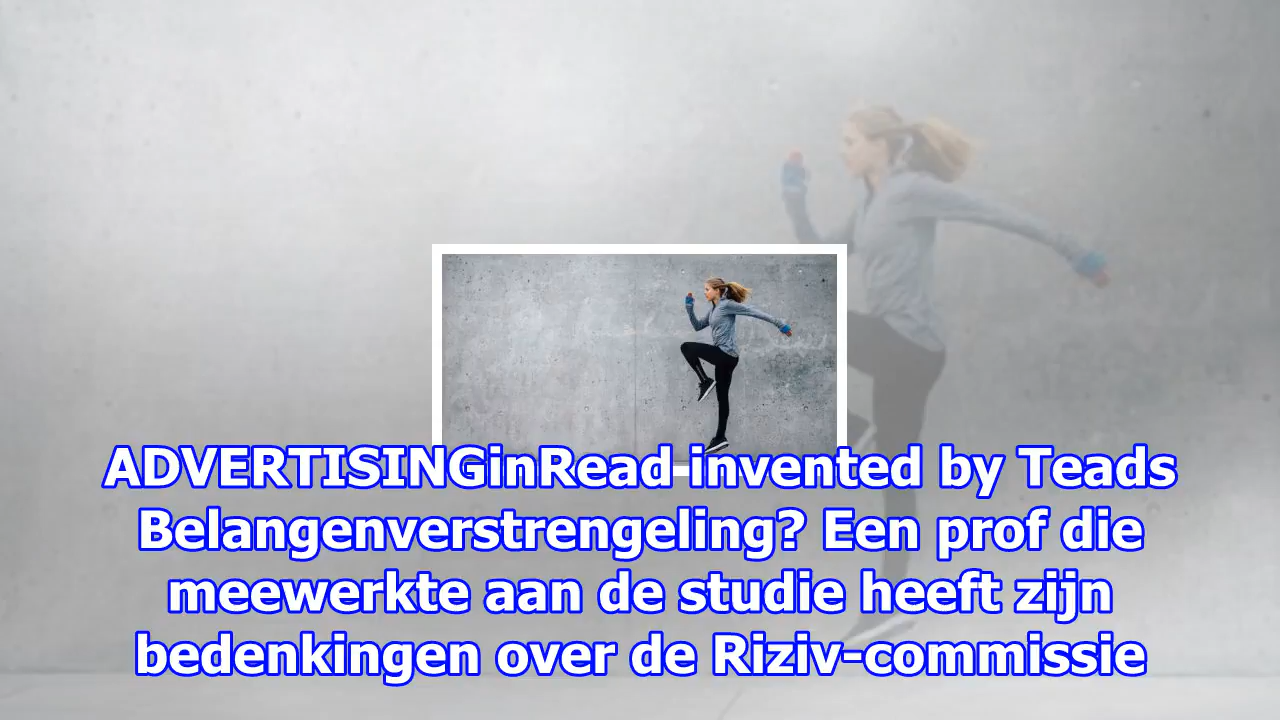 ADVERTISINGinRead invented by Teads
Belangenverstrengeling? Een prof die
meewerkte aan de studie heeft zijn
bedenkingen over de Riziv-commissie